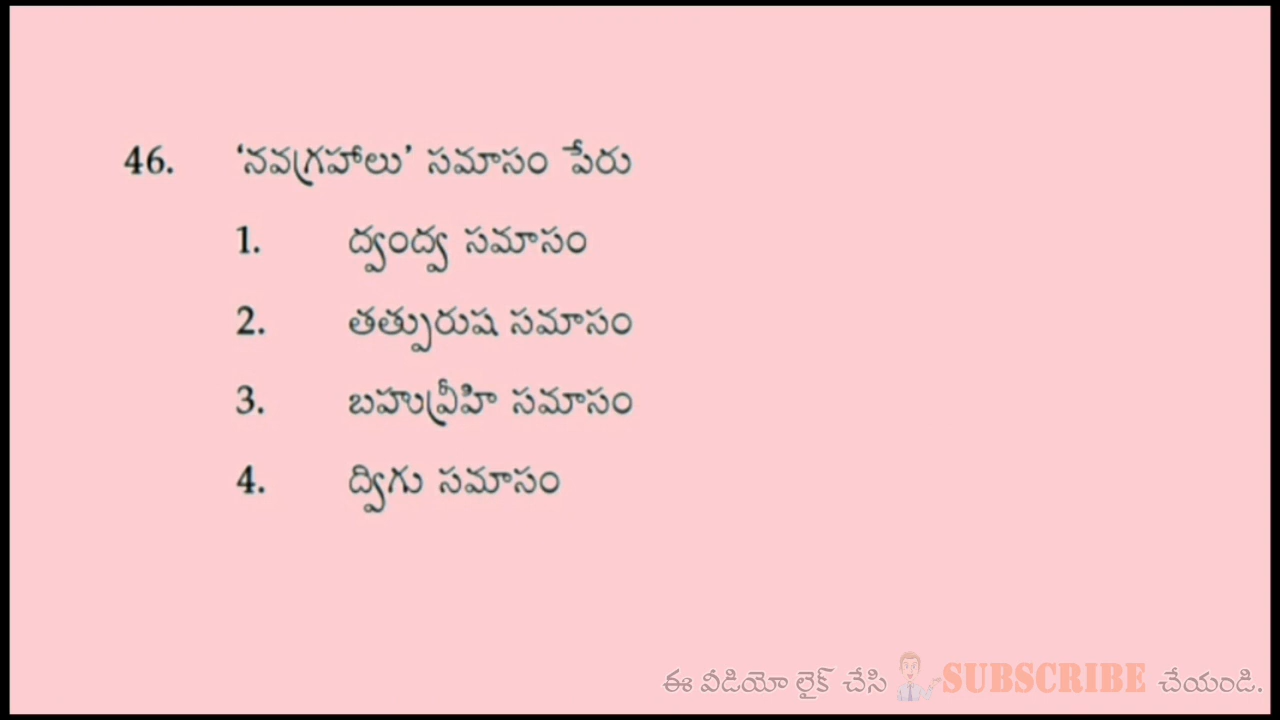 46. ‘నవగ్రహాలు’ సమాసం పేరు
1. ద్వంద్వ సమాసం
2. తత్పురుష సమాసం
3. బహువ్రీహి సమాసం
4. ద్విగు సమాసం
ఈ వీడియో లైక్ చేసి SUBSCRIBE చేయండి.